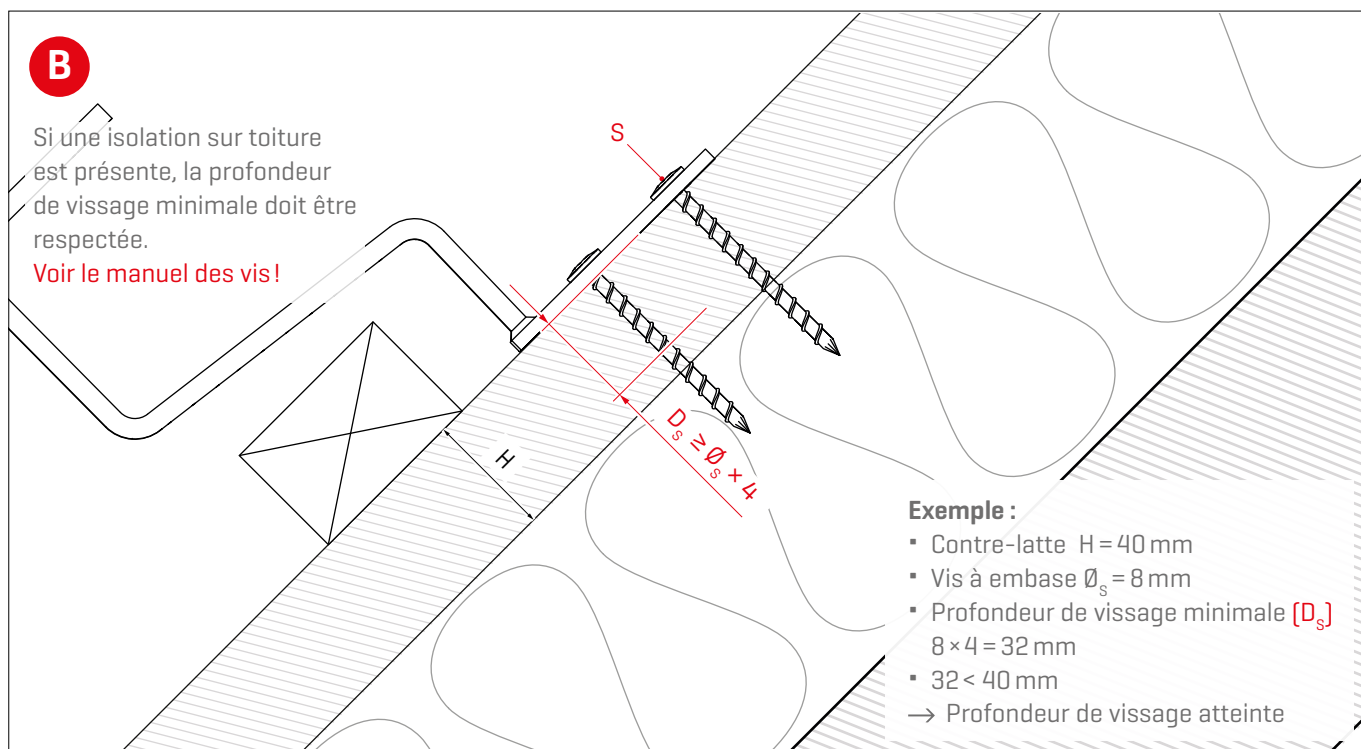 B
Si une isolation sur toiture
est présente, la profondeur
de vissage minimale doit être
respectée.
Voir le manuel des vis!
S
H
Dₛ ≥ Øₛ × 4
Exemple :
▪ Contre-latte H = 40 mm
▪ Vis à embase Øₛ = 8 mm
▪ Profondeur de vissage minimale (Dₛ)
8 × 4 = 32 mm
▪ 32 < 40 mm
→ Profondeur de vissage atteinte